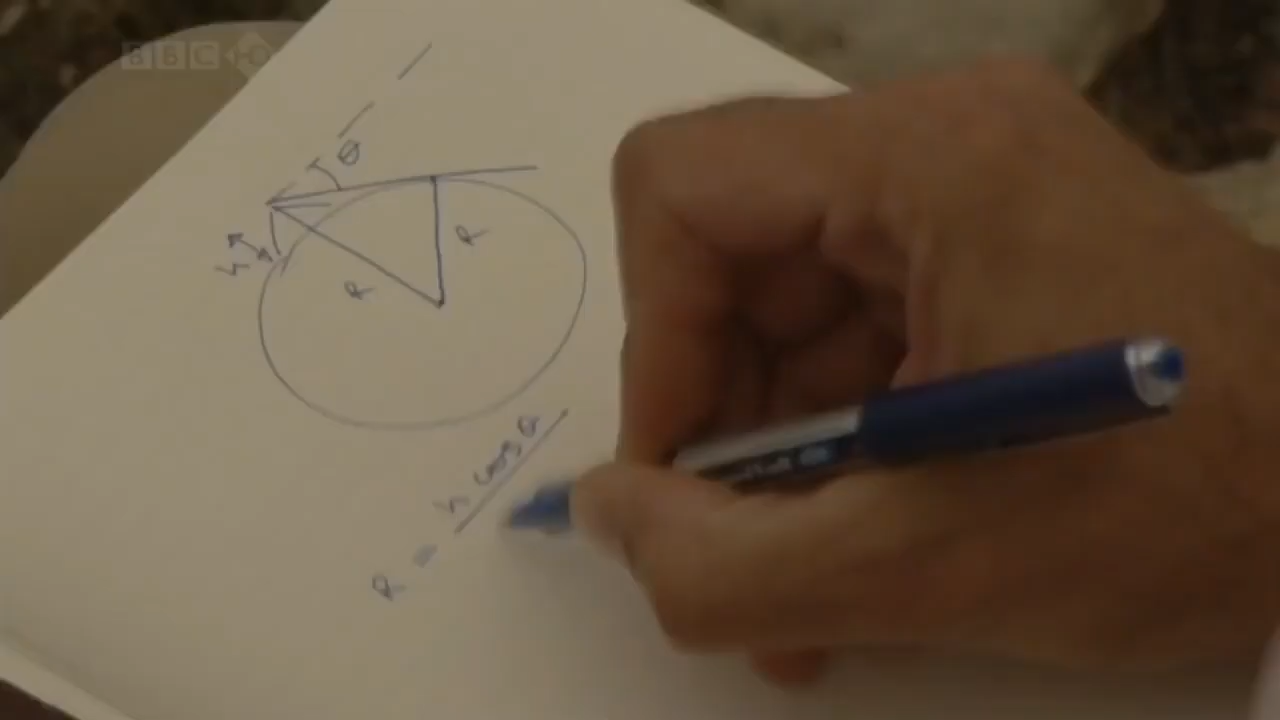 BBC
θ
h
R
R
R = h cos θ